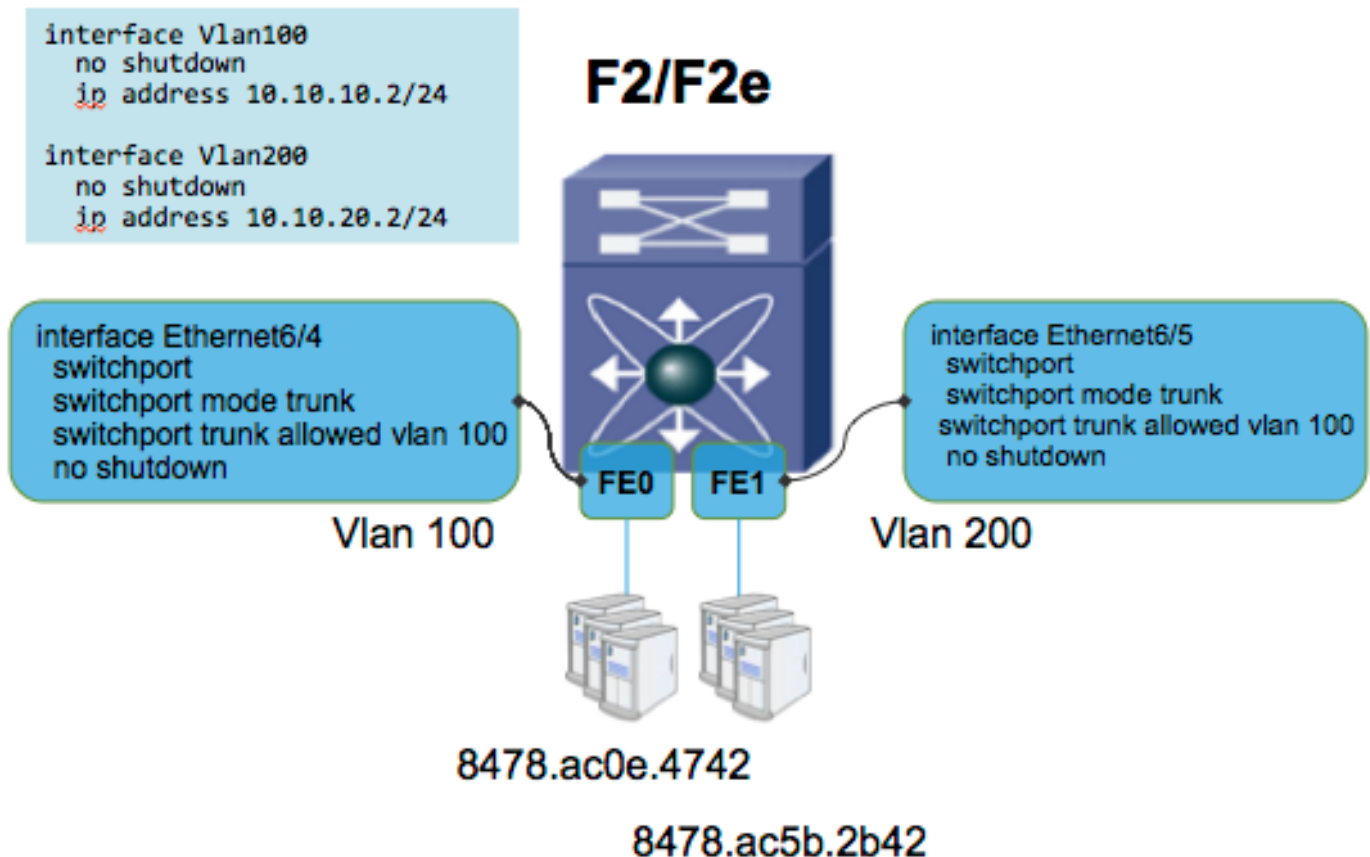 interface Vlan100
no shutdown
ip address 10.10.10.2/24
interface Vlan200
no shutdown
ip address 10.10.20.2/24
F2/F2e
interface Ethernet6/4
switchport
switchport mode trunk
switchport trunk allowed vlan 100
no shutdown
interface Ethernet6/5
switchport
switchport mode trunk
switchport trunk allowed vlan 100
no shutdown
FE0
FE1
Vlan 100
Vlan 200
8478.ac0e.4742
8478.ac5b.2b42